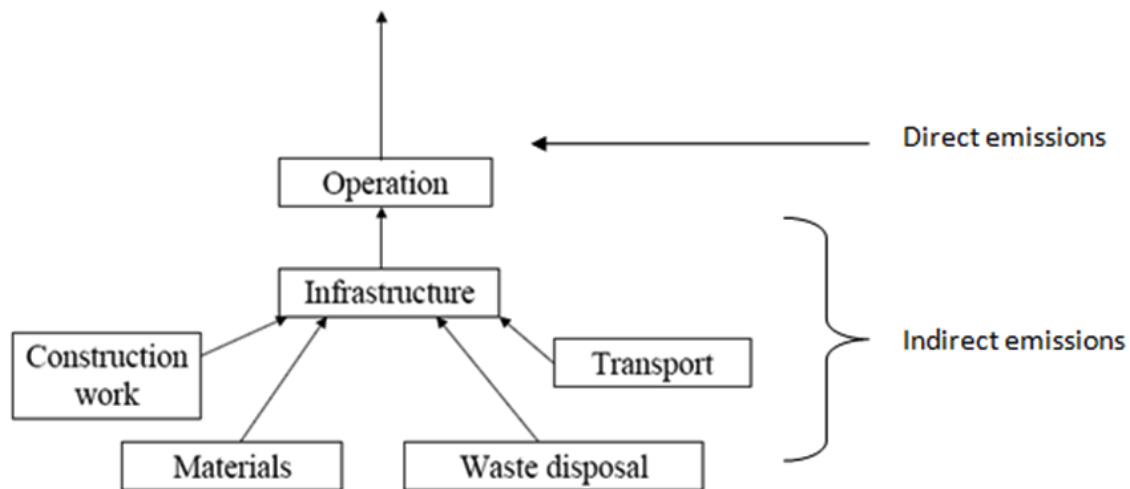 Direct emissions
Operation
Infrastructure
Construction
work
Transport
Indirect emissions
Materials
Waste disposal